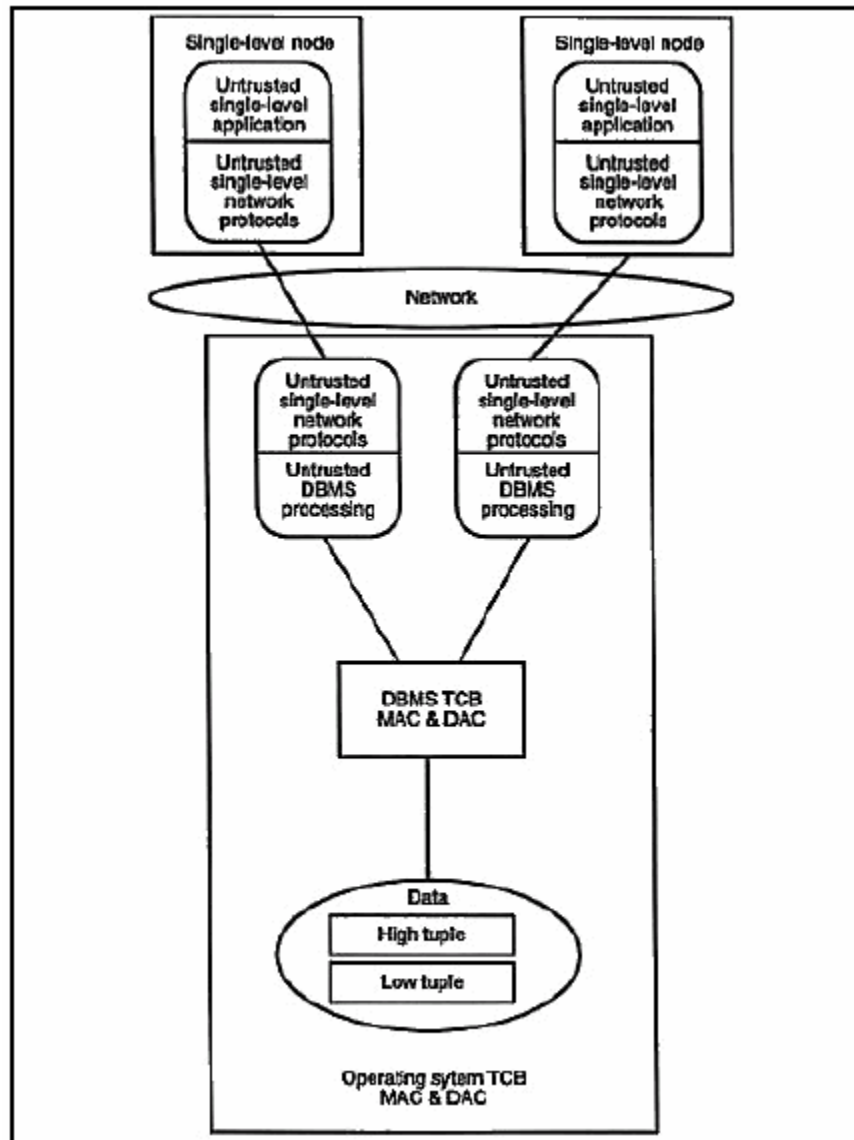 Single-level node
Untrusted
single-level
application
Untrusted
single-level
network
protocols
Single-level node
Untrusted
single-level
application
Untrusted
single-level
network
protocols
Network
Untrusted
single-level
network
protocols
Untrusted
DBMS
processing
Untrusted
single-level
network
protocols
Untrusted
DBMS
processing
DBMS TCB
MAC & DAC
Data
High tuple
Low tuple
Operating sytem TCB
MAC & DAC